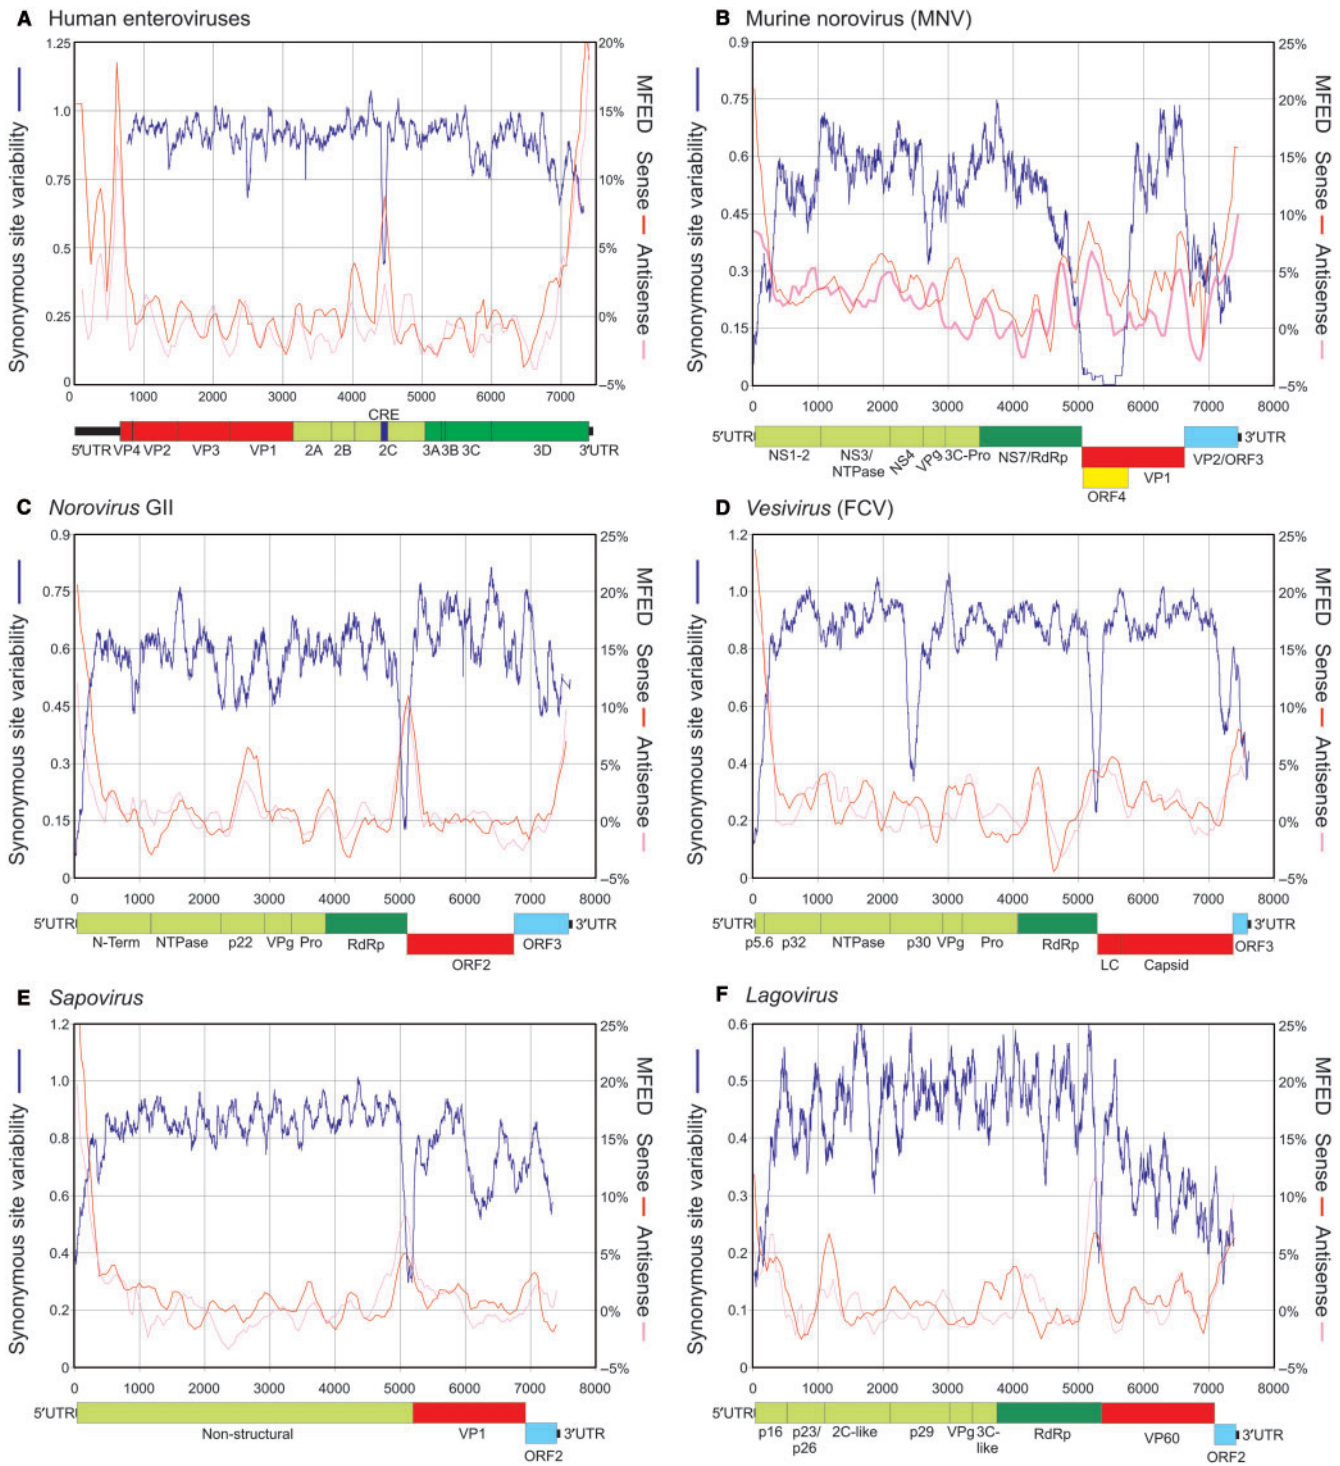 A Human enteroviruses
Synonymous site variability
1.25
1.0
0.75
0.5
0.25
0
20%
15%
10%
5%
0%
–5%
MFED Sense Antisense
0 1000 2000 3000 4000 5000 6000 7000
CRE
5′UTR VP4 VP2 VP3 VP1 2A 2B 2C 3A 3B 3C 3D 3′UTR
B Murine norovirus (MNV)
Synonymous site variability
0.9
0.75
0.6
0.45
0.3
0.15
0
25%
20%
15%
10%
5%
0%
–5%
MFED Sense Antisense
0 1000 2000 3000 4000 5000 6000 7000 8000
5′UTR 3′UTR
NS1-2 NS3/ NTPase NS4 VPg 3C-Pro NS7/RdRp VP1 VP2/ORF3
ORF4
C Norovirus GII
Synonymous site variability
0.9
0.75
0.6
0.45
0.3
0.15
0
25%
20%
15%
10%
5%
0%
–5%
MFED Sense Antisense
0 1000 2000 3000 4000 5000 6000 7000 8000
5′UTR 3′UTR
N-Term NTPase p22 VPg Pro RdRp ORF3
ORF2
D Vesivirus (FCV)
Synonymous site variability
1.2
1.0
0.8
0.6
0.4
0.2
0
25%
20%
15%
10%
5%
0%
–5%
MFED Sense Antisense
0 1000 2000 3000 4000 5000 6000 7000 8000
5′UTR 3′UTR
p5.6 p32 NTPase p30 VPg Pro RdRp ORF3
LC Capsid
E Sapovirus
Synonymous site variability
1.2
1.0
0.8
0.6
0.4
0.2
0
25%
20%
15%
10%
5%
0%
–5%
MFED Sense Antisense
0 1000 2000 3000 4000 5000 6000 7000 8000
5′UTR
Non-structural VP1 3′UTR
ORF2
F Lagovirus
Synonymous site variability
0.6
0.5
0.4
0.3
0.2
0.1
0
25%
20%
15%
10%
5%
0%
–5%
MFED Sense Antisense
0 1000 2000 3000 4000 5000 6000 7000 8000
5′UTR 3′UTR
p16 p23/ p26 2C-like p29 VPg 3C- like RdRp VP60
ORF2